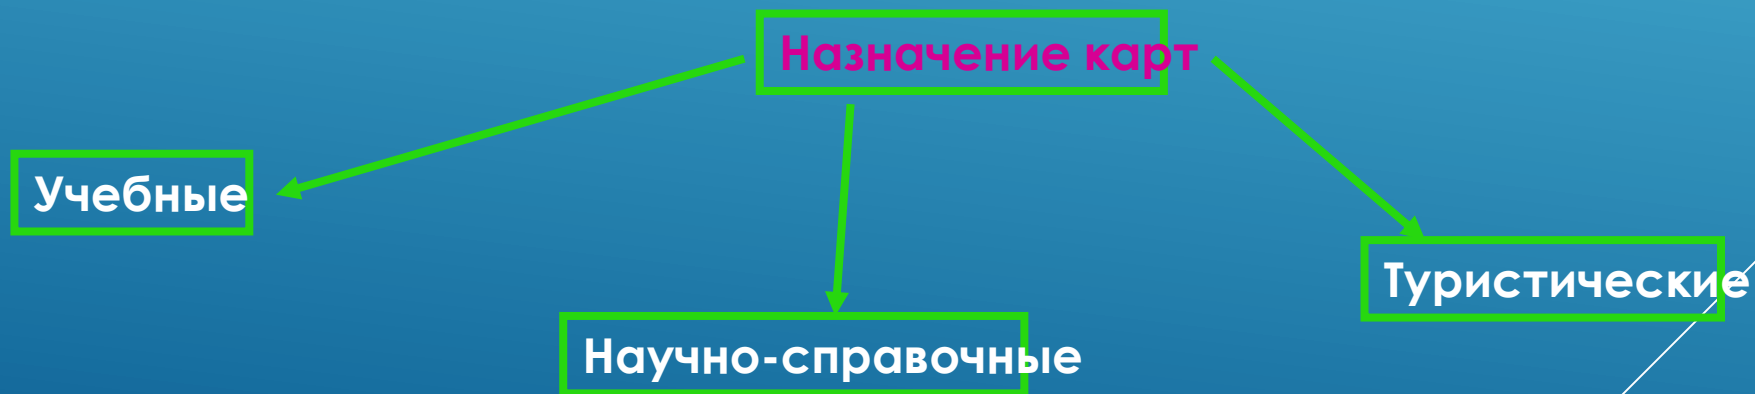 Назначение карт
Учебные
Туристические
Научно-справочные